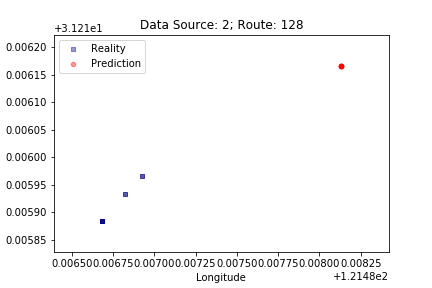 Data Source: 2; Route: 128
+3.121e1
Reality
Prediction
0.00620
0.00615
0.00610
0.00605
0.00600
0.00595
0.00590
0.00585
0.00650 0.00675 0.00700 0.00725 0.00750 0.00775 0.00800 0.00825
Longitude
+1.2148e2